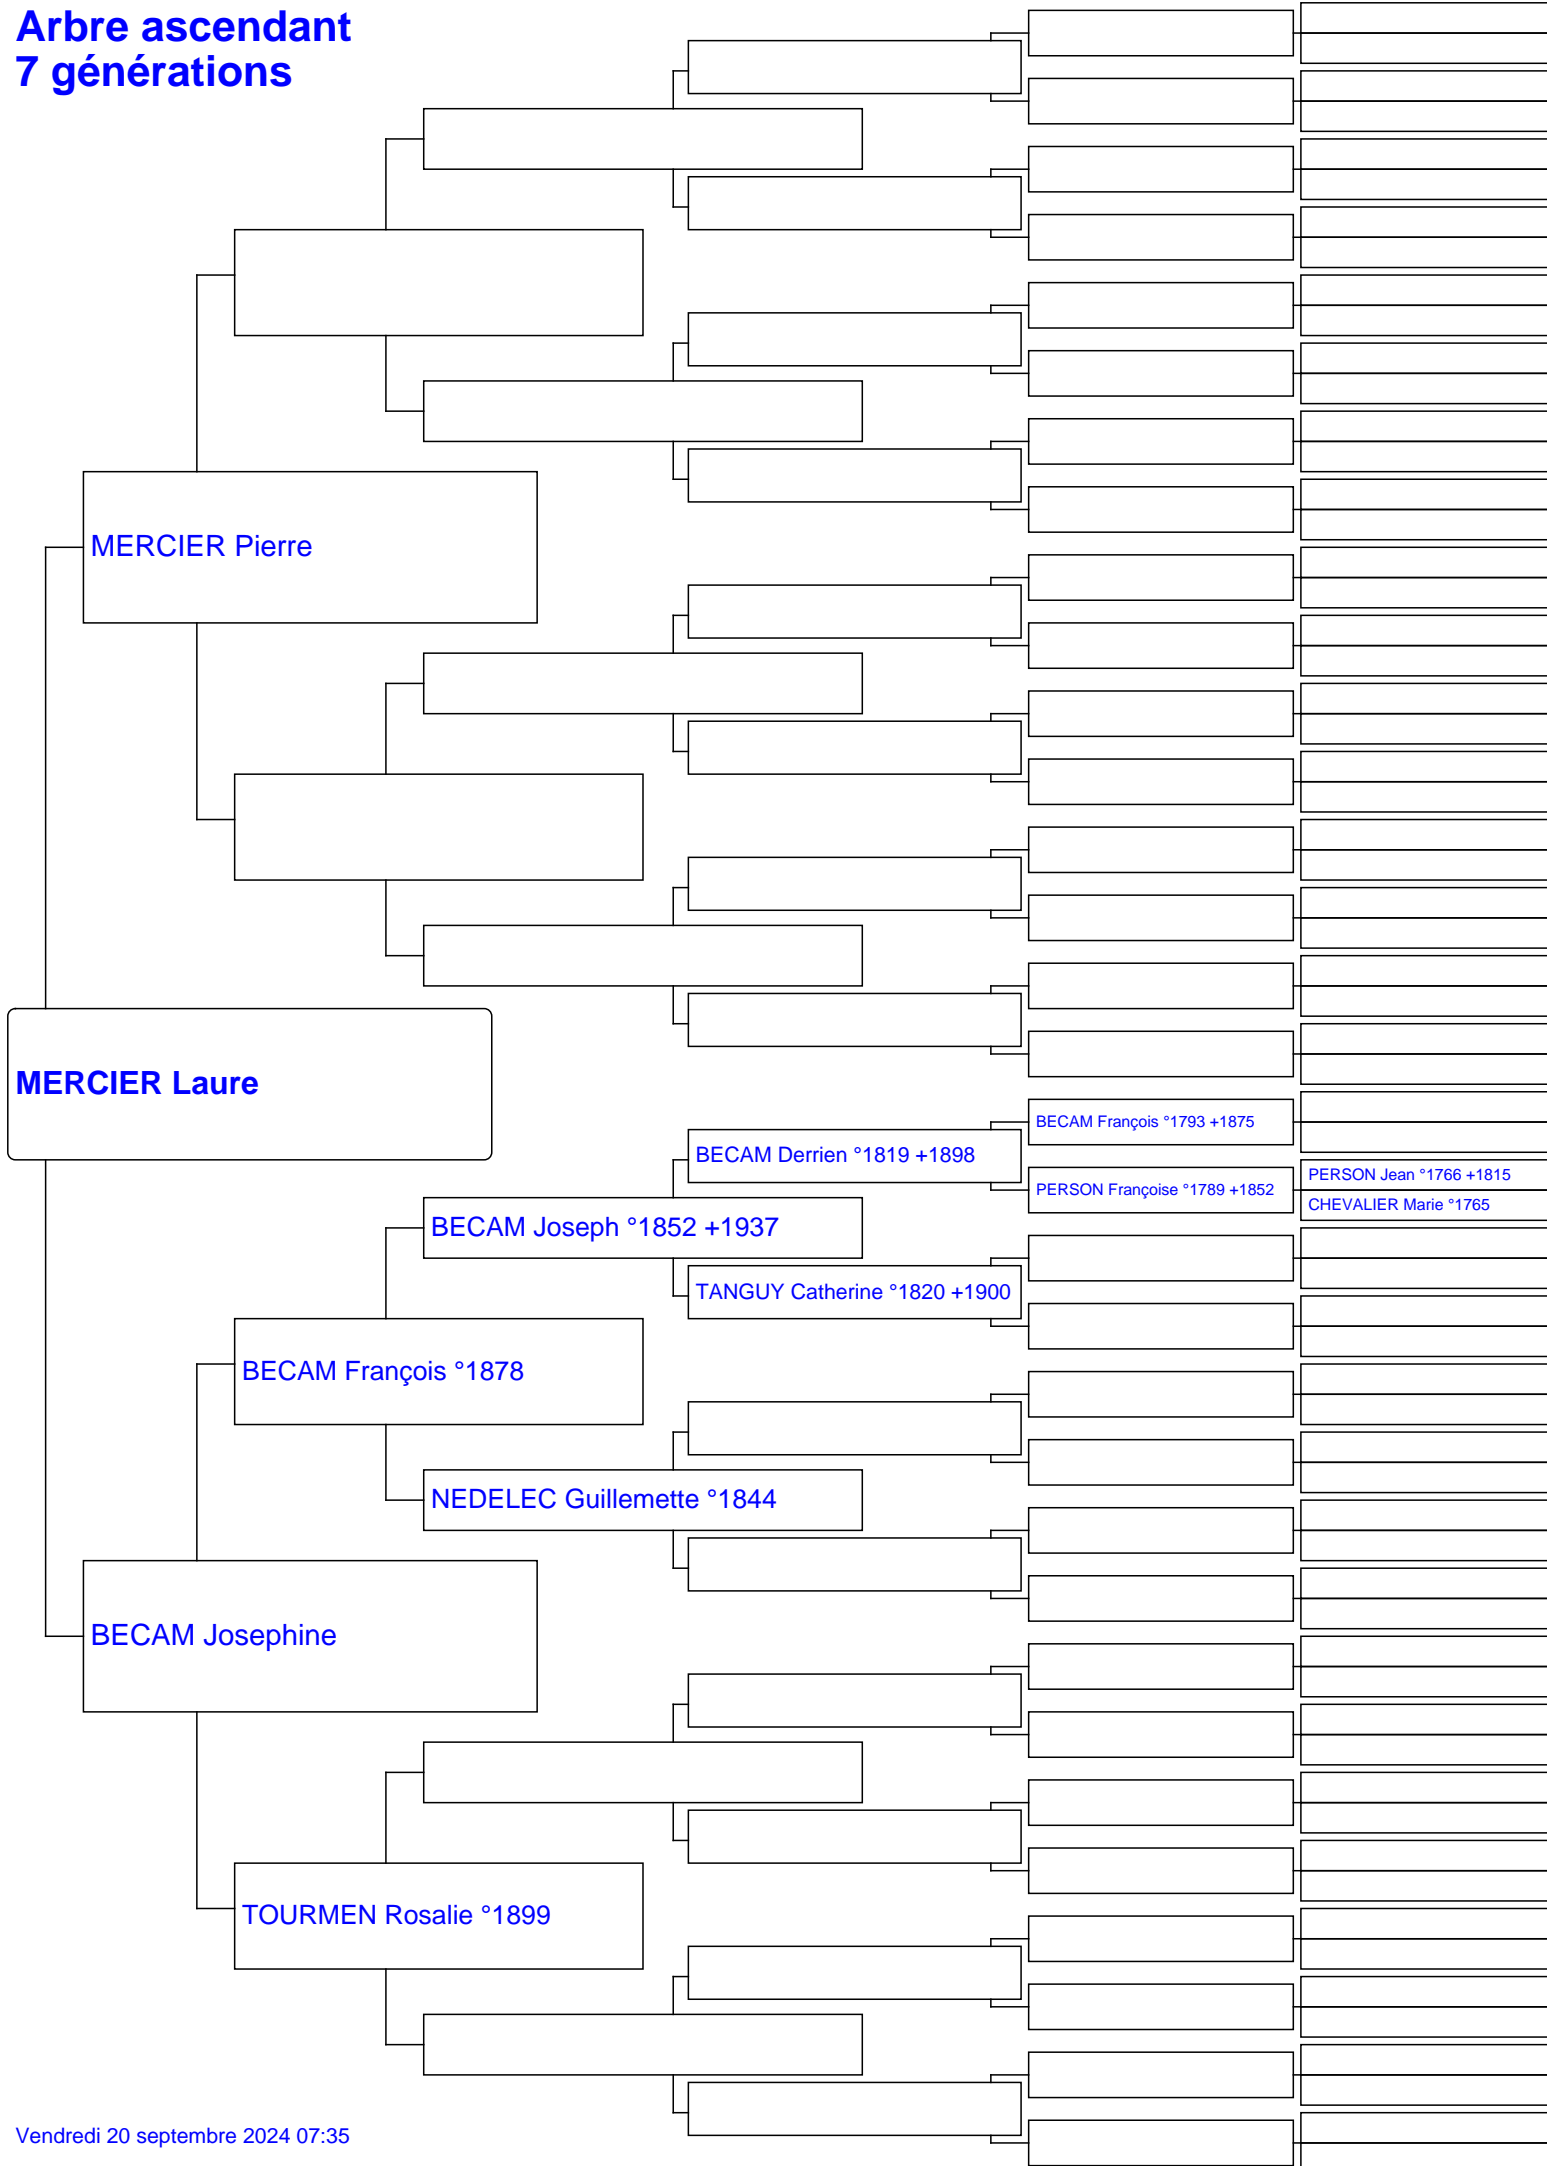 Arbre ascendant
7 générations
MERCIER Pierre
MERCIER Laure
BECAM François °1793 +1875
BECAM Derrien °1819 +1898
PERSON Jean °1766 +1815
PERSON Françoise °1789 +1852
CHEVALIER Marie °1765
BECAM Joseph °1852 +1937
TANGUY Catherine °1820 +1900
BECAM François °1878
NEDELEC Guillemette °1844
BECAM Josephine
TOURMEN Rosalie °1899
Vendredi 20 septembre 2024 07:35